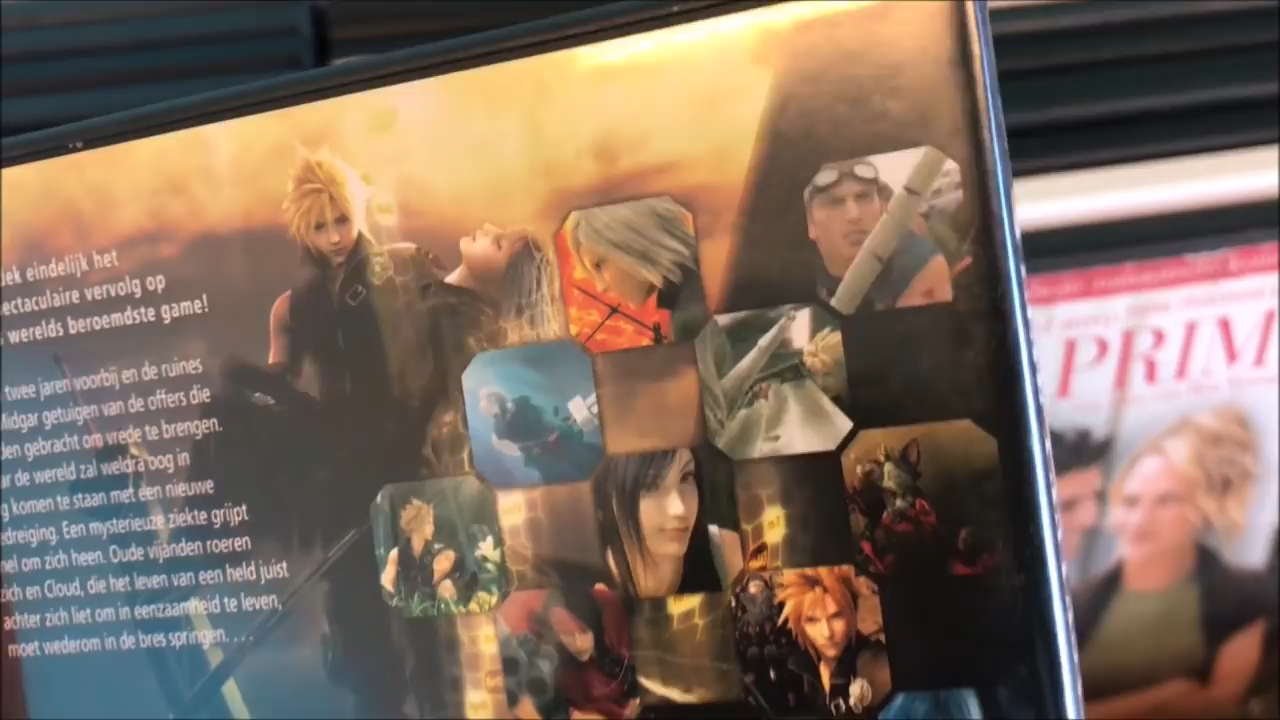 dek eindelijk het
ectaculaire vervolg op
s werelds beroemdste game!
twee jaren voorbij en de ruines
Midgar getuigen van de offers die
den gebracht om vrede te brengen.
ar de wereld zal weldra oog in
g komen te staan met een nieuwe
edreiging. Een mysterieuze ziekte grijpt
nel om zich heen. Oude vijanden roeren
zich en Cloud, die het leven van een held juist
achter zich liet om in eenzaamheid te leven,
moet wederom in de bres springen. . . .
PRIM